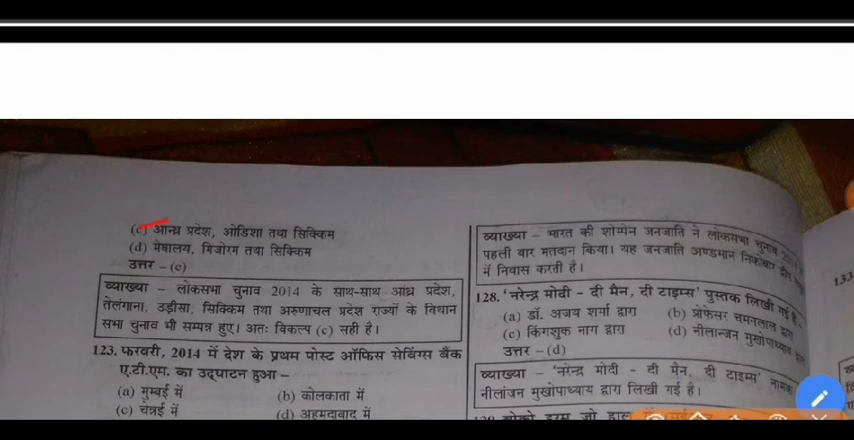 (c) आन्ध्र प्रदेश, ओडिशा तथा सिक्किम
(d) मेघालय, मिजोरम तथा सिक्किम
उत्तर – (c)
व्याख्या – लोकसभा चुनाव 2014 के साथ-साथ आंध्र प्रदेश,
तेलंगाना, उड़ीसा, सिक्किम तथा अरुणाचल प्रदेश राज्यों के विधान
सभा चुनाव भी सम्पन्न हुए। अतः विकल्प (c) सही है।
123. फरवरी, 2014 में देश के प्रथम पोस्ट ऑफिस सेविंग्स बैंक
ए.टी.एम. का उद्घाटन हुआ –
(a) मुम्बई में (b) कोलकाता में
(c) चेन्नई में (d) अहमदाबाद में
व्याख्या – भारत की शोम्पेन जनजाति ने लोकसभा चुनाव
पहली बार मतदान किया। यह जनजाति अण्डमान निकोबार द्वीप
में निवास करती है।
128. 'नरेन्द्र मोदी – दी मैन, दी टाइम्स' पुस्तक लिखी गई है –
(a) डॉ. अजय शर्मा द्वारा (b) प्रोफेसर चमनलाल द्वारा
(c) किंगशुक नाग द्वारा (d) नीलान्जन मुखोपाध्याय द्वारा
उत्तर – (d)
व्याख्या – 'नरेन्द्र मोदी - दी मैन, दी टाइम्स' नामक
नीलांजन मुखोपाध्याय द्वारा लिखी गई है।
133